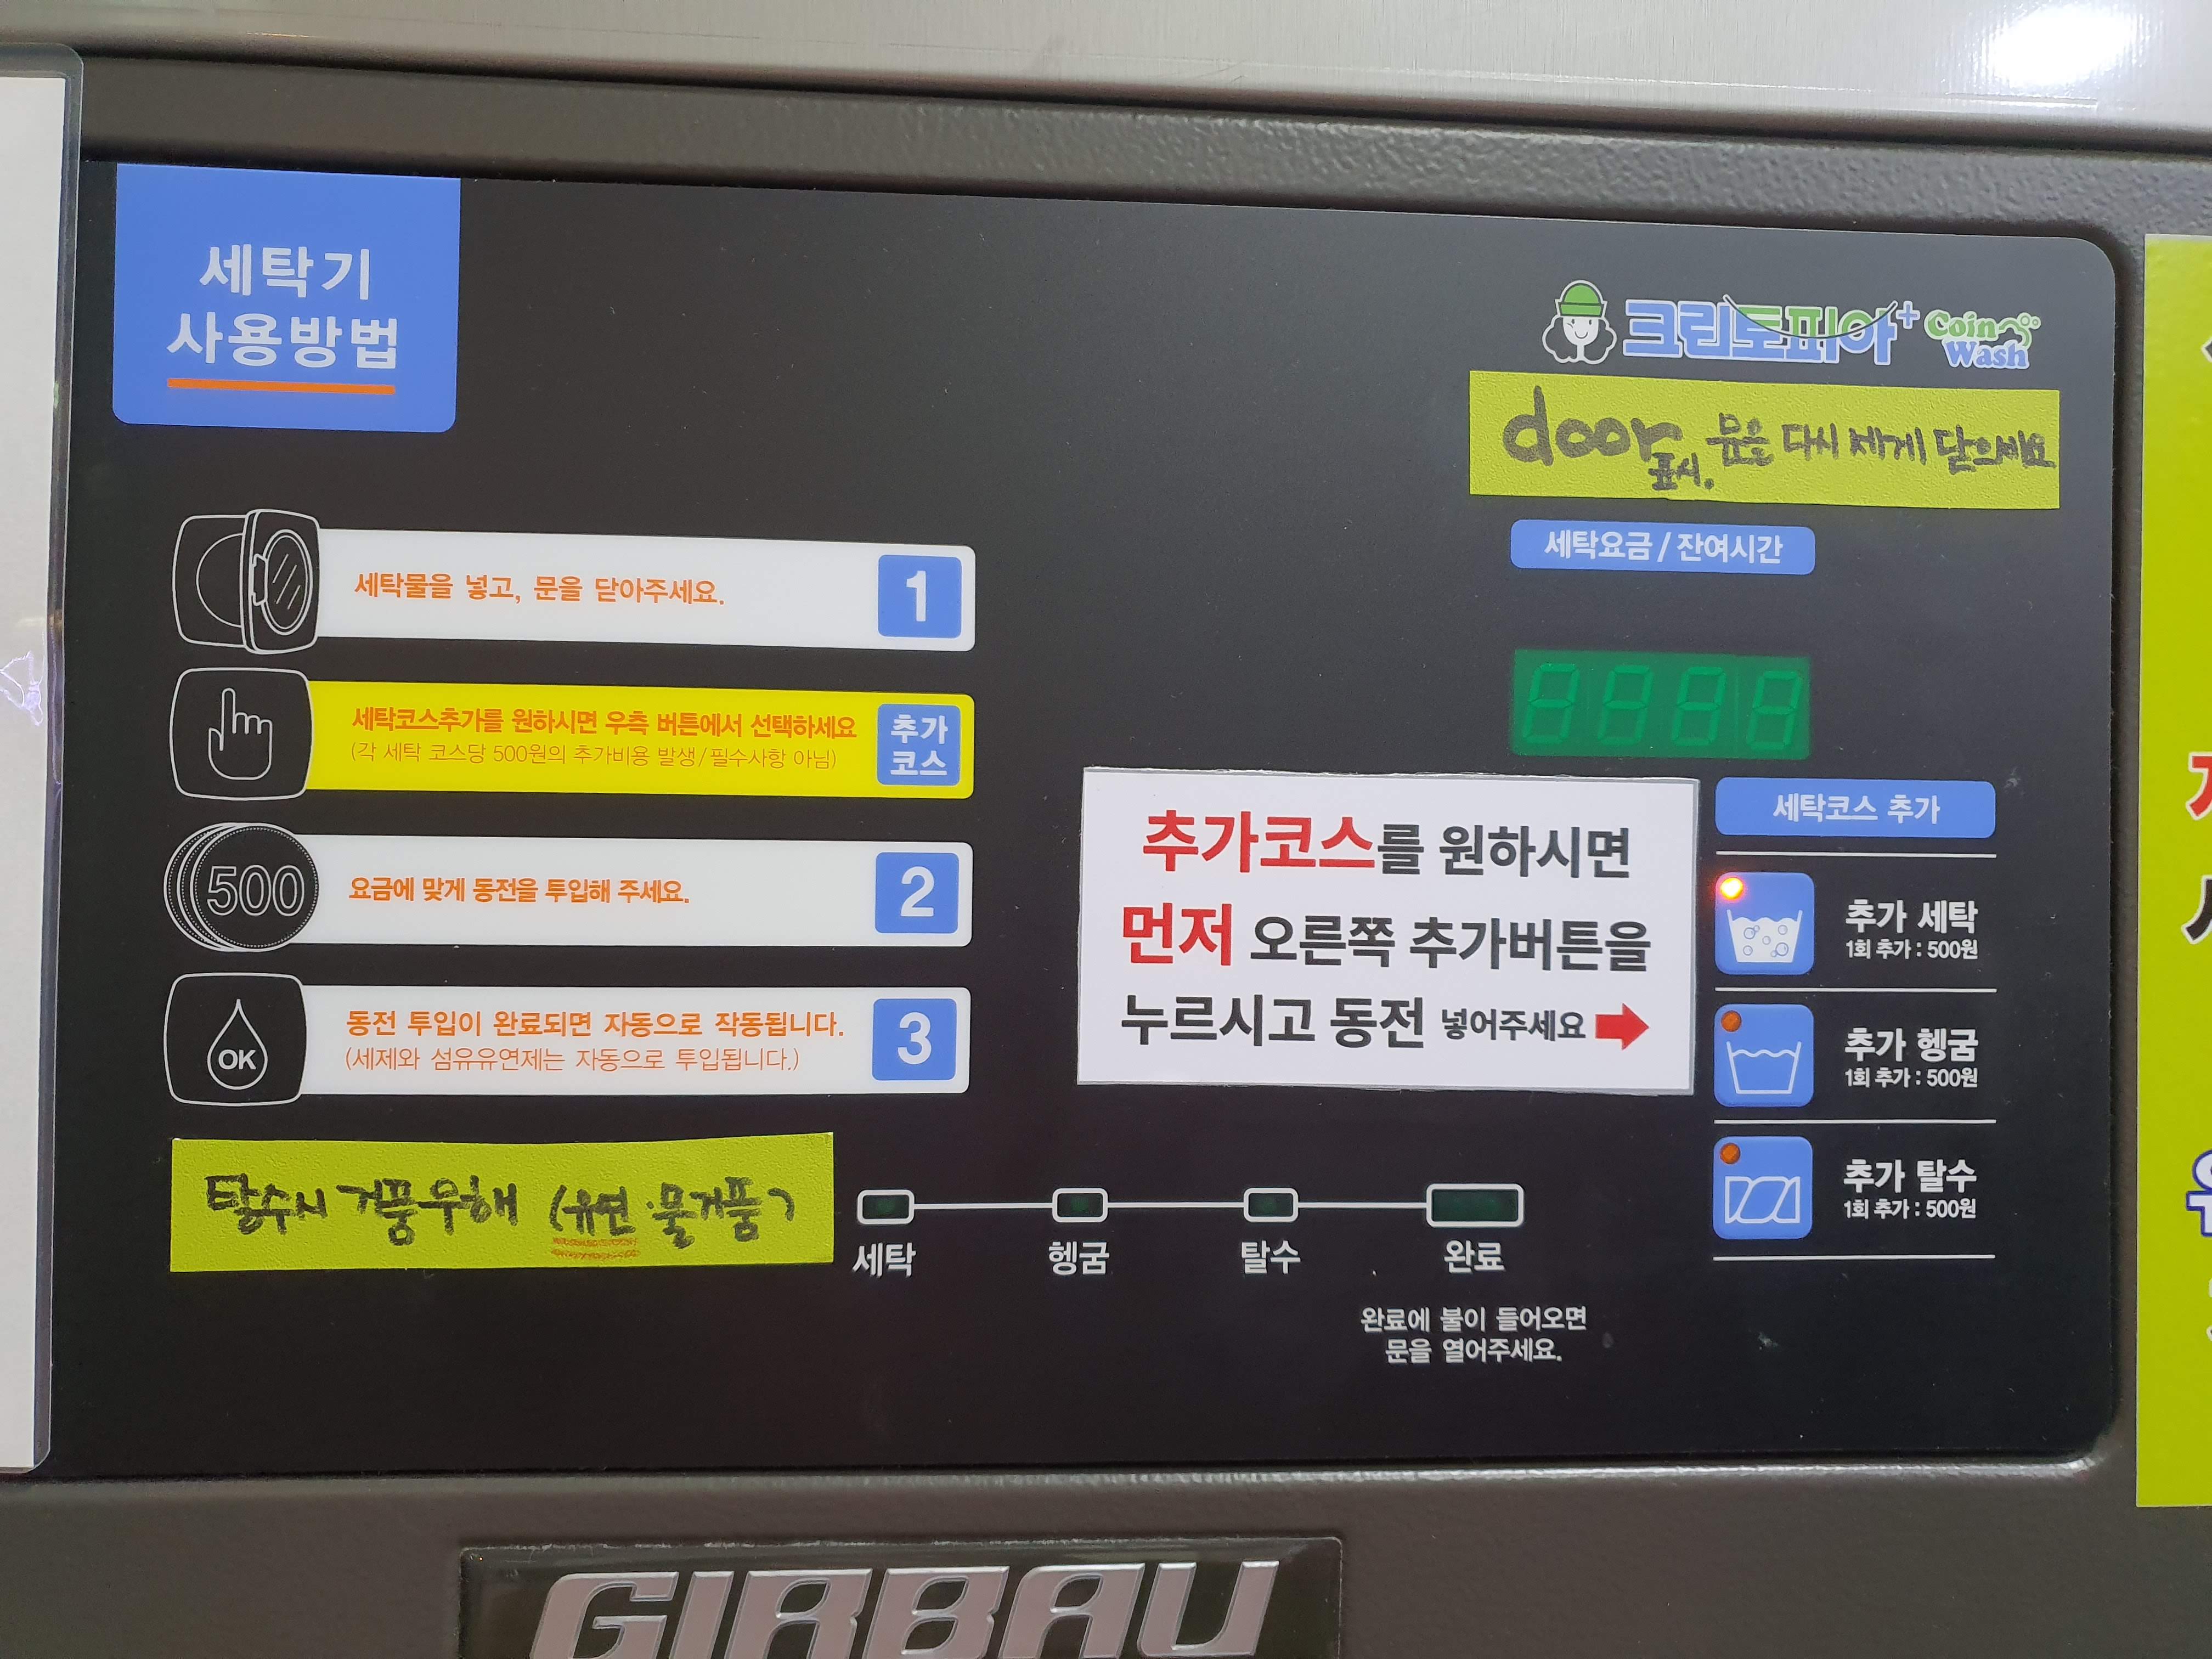 세탁기
사용방법
크린토피아+ Coin Wash
door 표시. 문을 다시 세게 닫으세요
세탁요금 / 잔여시간
세탁물을 넣고, 문을 닫아주세요.
1
세탁코스추가를 원하시면 우측 버튼에서 선택하세요
(각 세탁 코스당 500원의 추가비용 발생/필수사항 아님)
추가
코스
500
요금에 맞게 동전을 투입해 주세요.
2
OK
동전 투입이 완료되면 자동으로 작동됩니다.
(세제와 섬유유연제는 자동으로 투입됩니다.)
3
추가코스를 원하시면
먼저 오른쪽 추가버튼을
누르시고 동전 넣어주세요
세탁코스 추가
추가 세탁
1회 추가 : 500원
추가 헹굼
1회 추가 : 500원
추가 탈수
1회 추가 : 500원
탈수시 거품무해 (유연·물거품)
세탁
헹굼
탈수
완료
완료에 불이 들어오면
문을 열어주세요.
GIRBAU